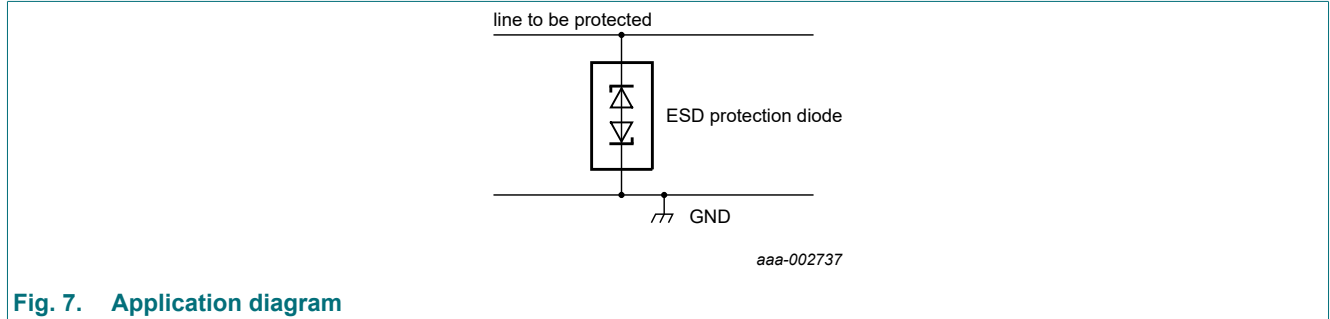 line to be protected
ESD protection diode
GND
aaa-002737
Fig. 7. Application diagram